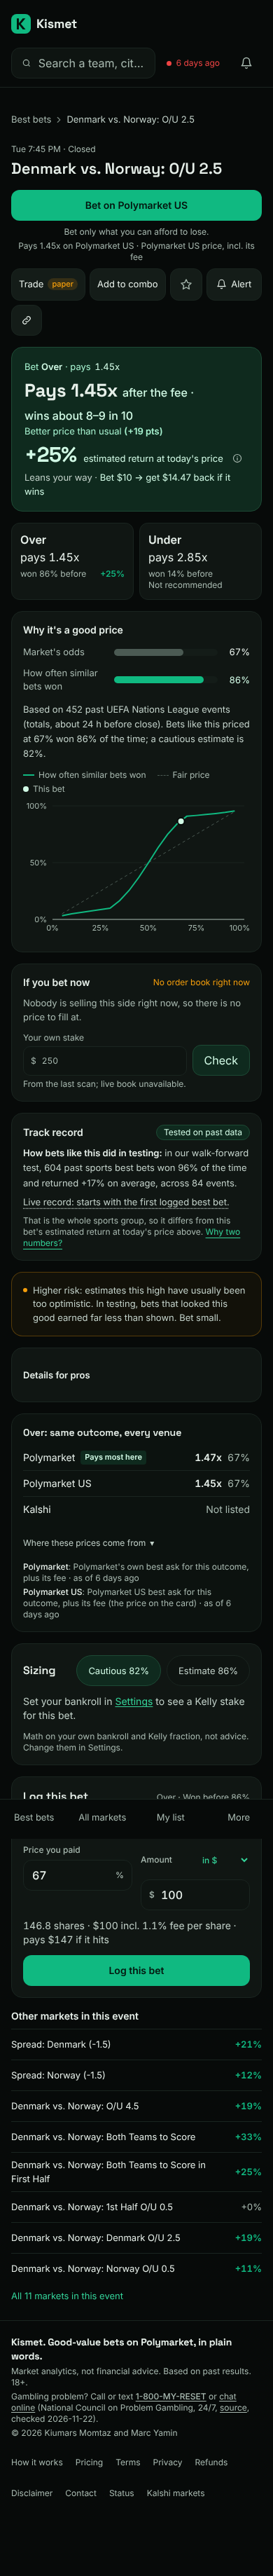 Kismet
Search a team, cit...
6 days ago
Best bets > Denmark vs. Norway: O/U 2.5
Tue 7:45 PM · Closed
Denmark vs. Norway: O/U 2.5
Bet on Polymarket US
Bet only what you can afford to lose.
Pays 1.45x on Polymarket US · Polymarket US price, incl. its
fee
Trade paper
Add to combo
Alert
Bet Over · pays 1.45x
Pays 1.45x after the fee ·
wins about 8–9 in 10
Better price than usual (+19 pts)
+25% estimated return at today's price
Leans your way · Bet $10 → get $14.47 back if it
wins
Over
pays 1.45x
won 86% before +25%
Under
pays 2.85x
won 14% before
Not recommended
Why it's a good price
Market's odds 67%
How often similar
bets won
86%
Based on 452 past UEFA Nations League events
(totals, about 24 h before close). Bets like this priced
at 67% won 86% of the time; a cautious estimate is
82%.
How often similar bets won
Fair price
This bet
100%
50%
0%
0% 25% 50% 75% 100%
If you bet now
No order book right now
Nobody is selling this side right now, so there is no
price to fill at.
Your own stake
$ 250
Check
From the last scan; live book unavailable.
Track record
Tested on past data
How bets like this did in testing: in our walk-forward
test, 604 past sports best bets won 96% of the time
and returned +17% on average, across 84 events.
Live record: starts with the first logged best bet.
That is the whole sports group, so it differs from this
bet's estimated return at today's price above. Why two
numbers?
Higher risk: estimates this high have usually been
too optimistic. In testing, bets that looked this
good earned far less than shown. Bet small.
Details for pros
Over: same outcome, every venue
Polymarket Pays most here 1.47x 67%
Polymarket US 1.45x 67%
Kalshi Not listed
Where these prices come from ▾
Polymarket: Polymarket's own best ask for this outcome,
plus its fee · as of 6 days ago
Polymarket US: Polymarket US best ask for this
outcome, plus its fee (the price on the card) · as of 6
days ago
Sizing
Cautious 82%
Estimate 86%
Set your bankroll in Settings to see a Kelly stake
for this bet.
Math on your own bankroll and Kelly fraction, not advice.
Change them in Settings.
Log this bet
Over · Won before 86%
Best bets
All markets
My list
More
Price you paid
67 %
Amount
in $
$ 100
146.8 shares · $100 incl. 1.1% fee per share ·
pays $147 if it hits
Log this bet
Other markets in this event
Spread: Denmark (-1.5) +21%
Spread: Norway (-1.5) +12%
Denmark vs. Norway: O/U 4.5 +19%
Denmark vs. Norway: Both Teams to Score +33%
Denmark vs. Norway: Both Teams to Score in
First Half
+25%
Denmark vs. Norway: 1st Half O/U 0.5 +0%
Denmark vs. Norway: Denmark O/U 2.5 +19%
Denmark vs. Norway: Norway O/U 0.5 +11%
All 11 markets in this event
Kismet. Good-value bets on Polymarket, in plain
words.
Market analytics, not financial advice. Based on past results.
18+.
Gambling problem? Call or text 1-800-MY-RESET or chat
online (National Council on Problem Gambling, 24/7, source,
checked 2026-11-22).
© 2026 Kiumars Momtaz and Marc Yamin
How it works
Pricing
Terms
Privacy
Refunds
Disclaimer
Contact
Status
Kalshi markets